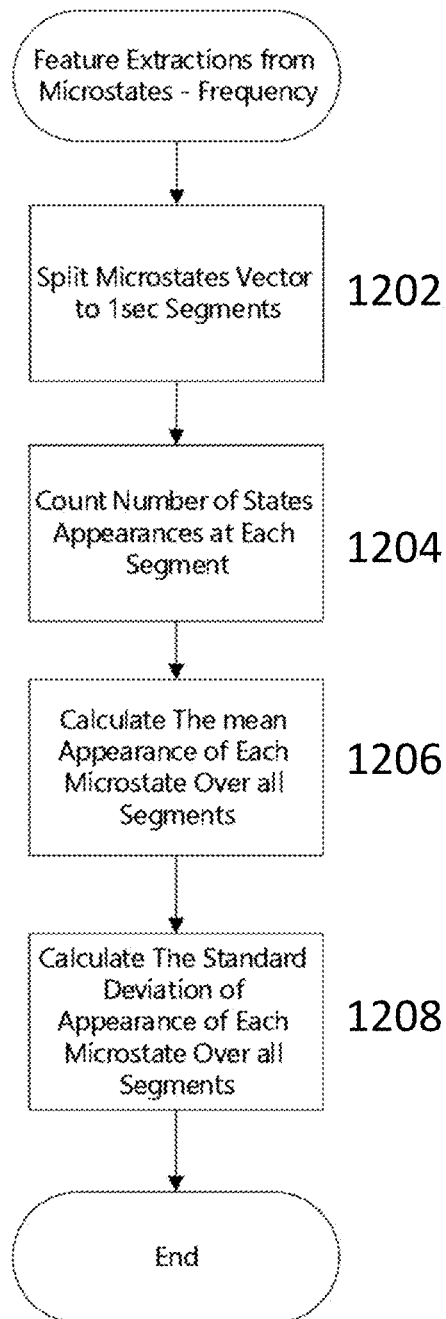 Feature Extractions from
Microstates - Frequency
Split Microstates Vector
to 1sec Segments
1202
Count Number of States
Appearances at Each
Segment
1204
Calculate The mean
Appearance of Each
Microstate Over all
Segments
1206
Calculate The Standard
Deviation of
Appearance of Each
Microstate Over all
Segments
1208
End